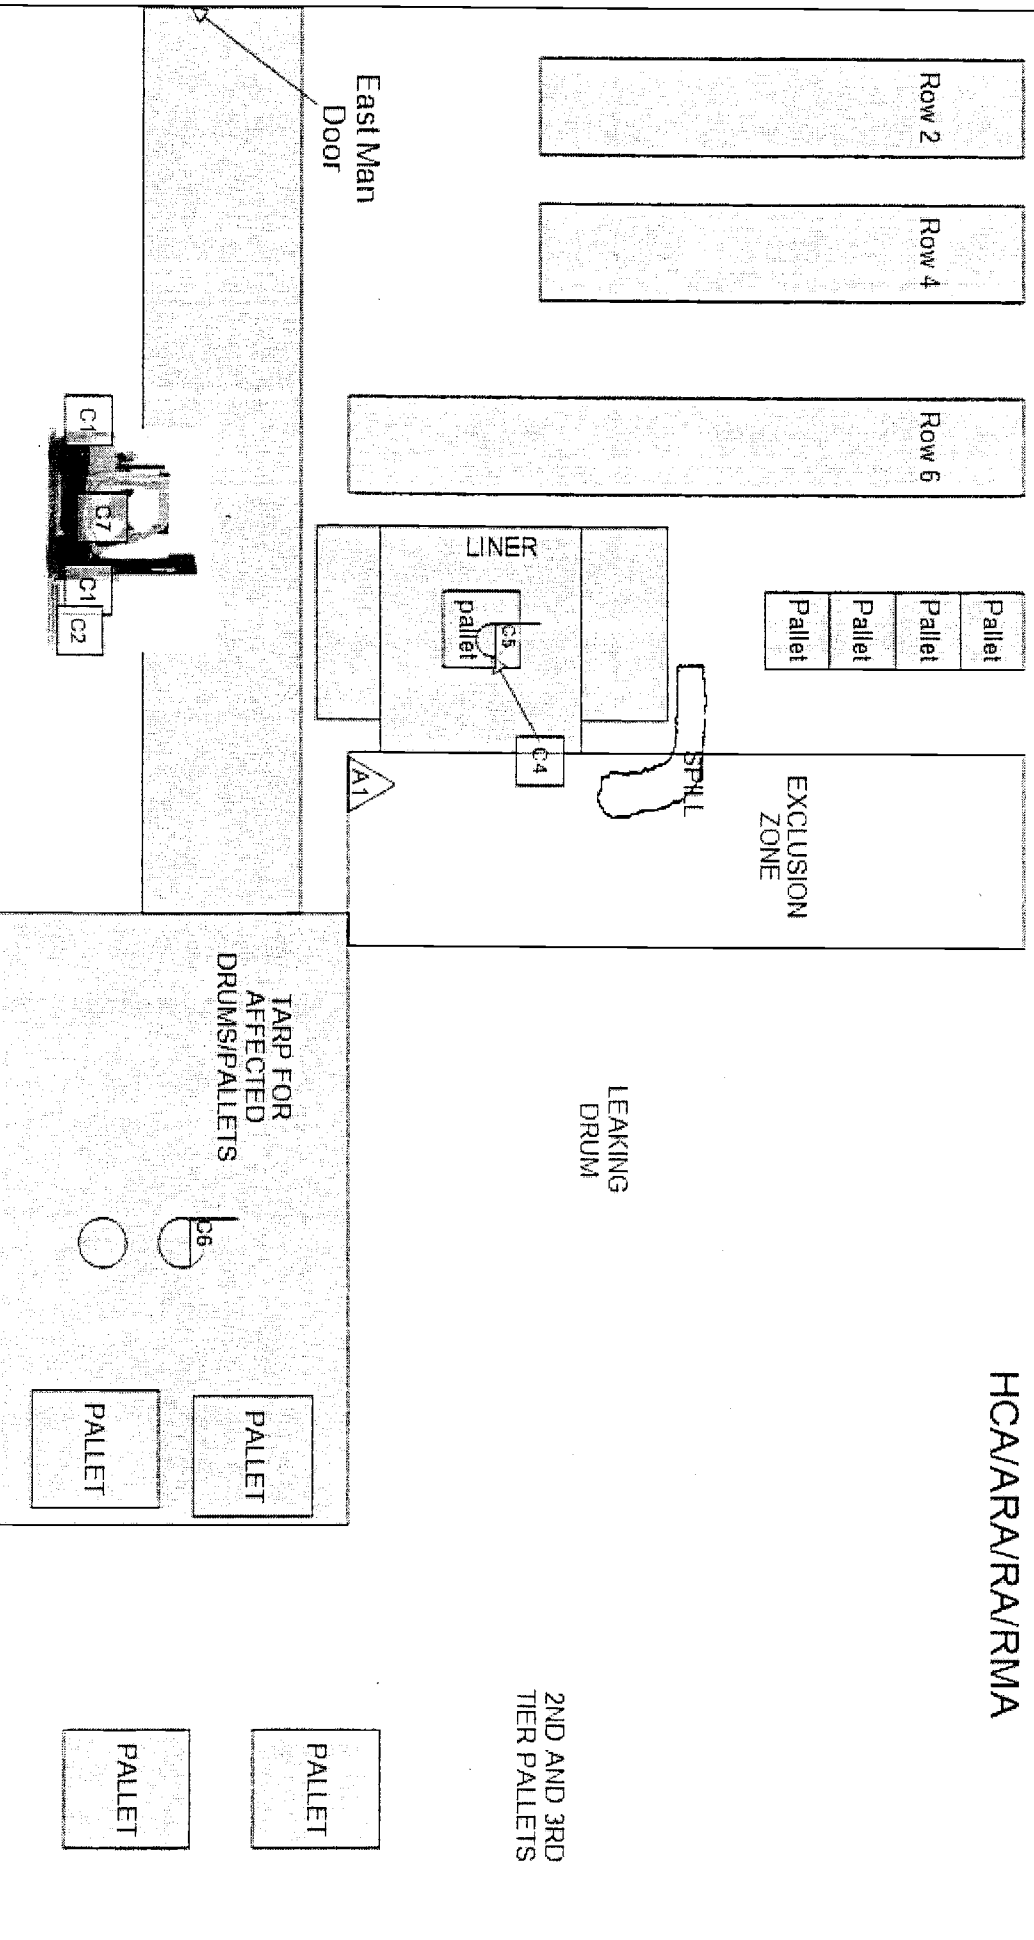 HCA/ARA/RA/RMA
Row 2
Row 4
Row 6
Pallet
Pallet
Pallet
Pallet
EXCLUSION
ZONE
SPILL
LINER
pallet
C5
C4
A1
LEAKING
DRUM
2ND AND 3RD
TIER PALLETS
East Man
Door
C1
C7
C1
C2
TARP FOR
AFFECTED
DRUMS/PALLETS
C6
PALLET
PALLET
PALLET
PALLET